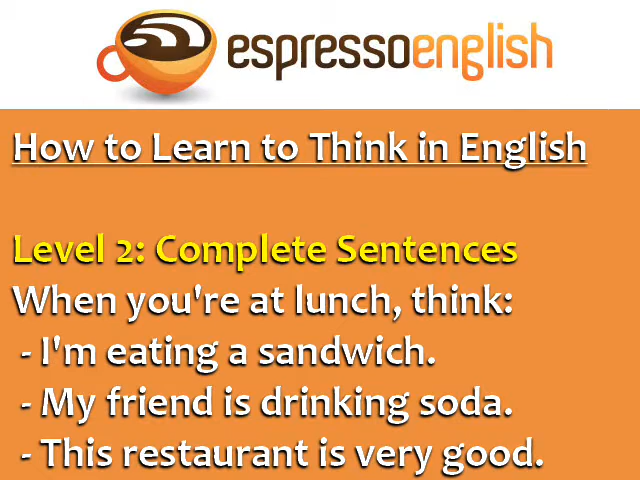 espressoenglish
How to Learn to Think in English
Level 2: Complete Sentences
When you're at lunch, think:
- I'm eating a sandwich.
- My friend is drinking soda.
- This restaurant is very good.